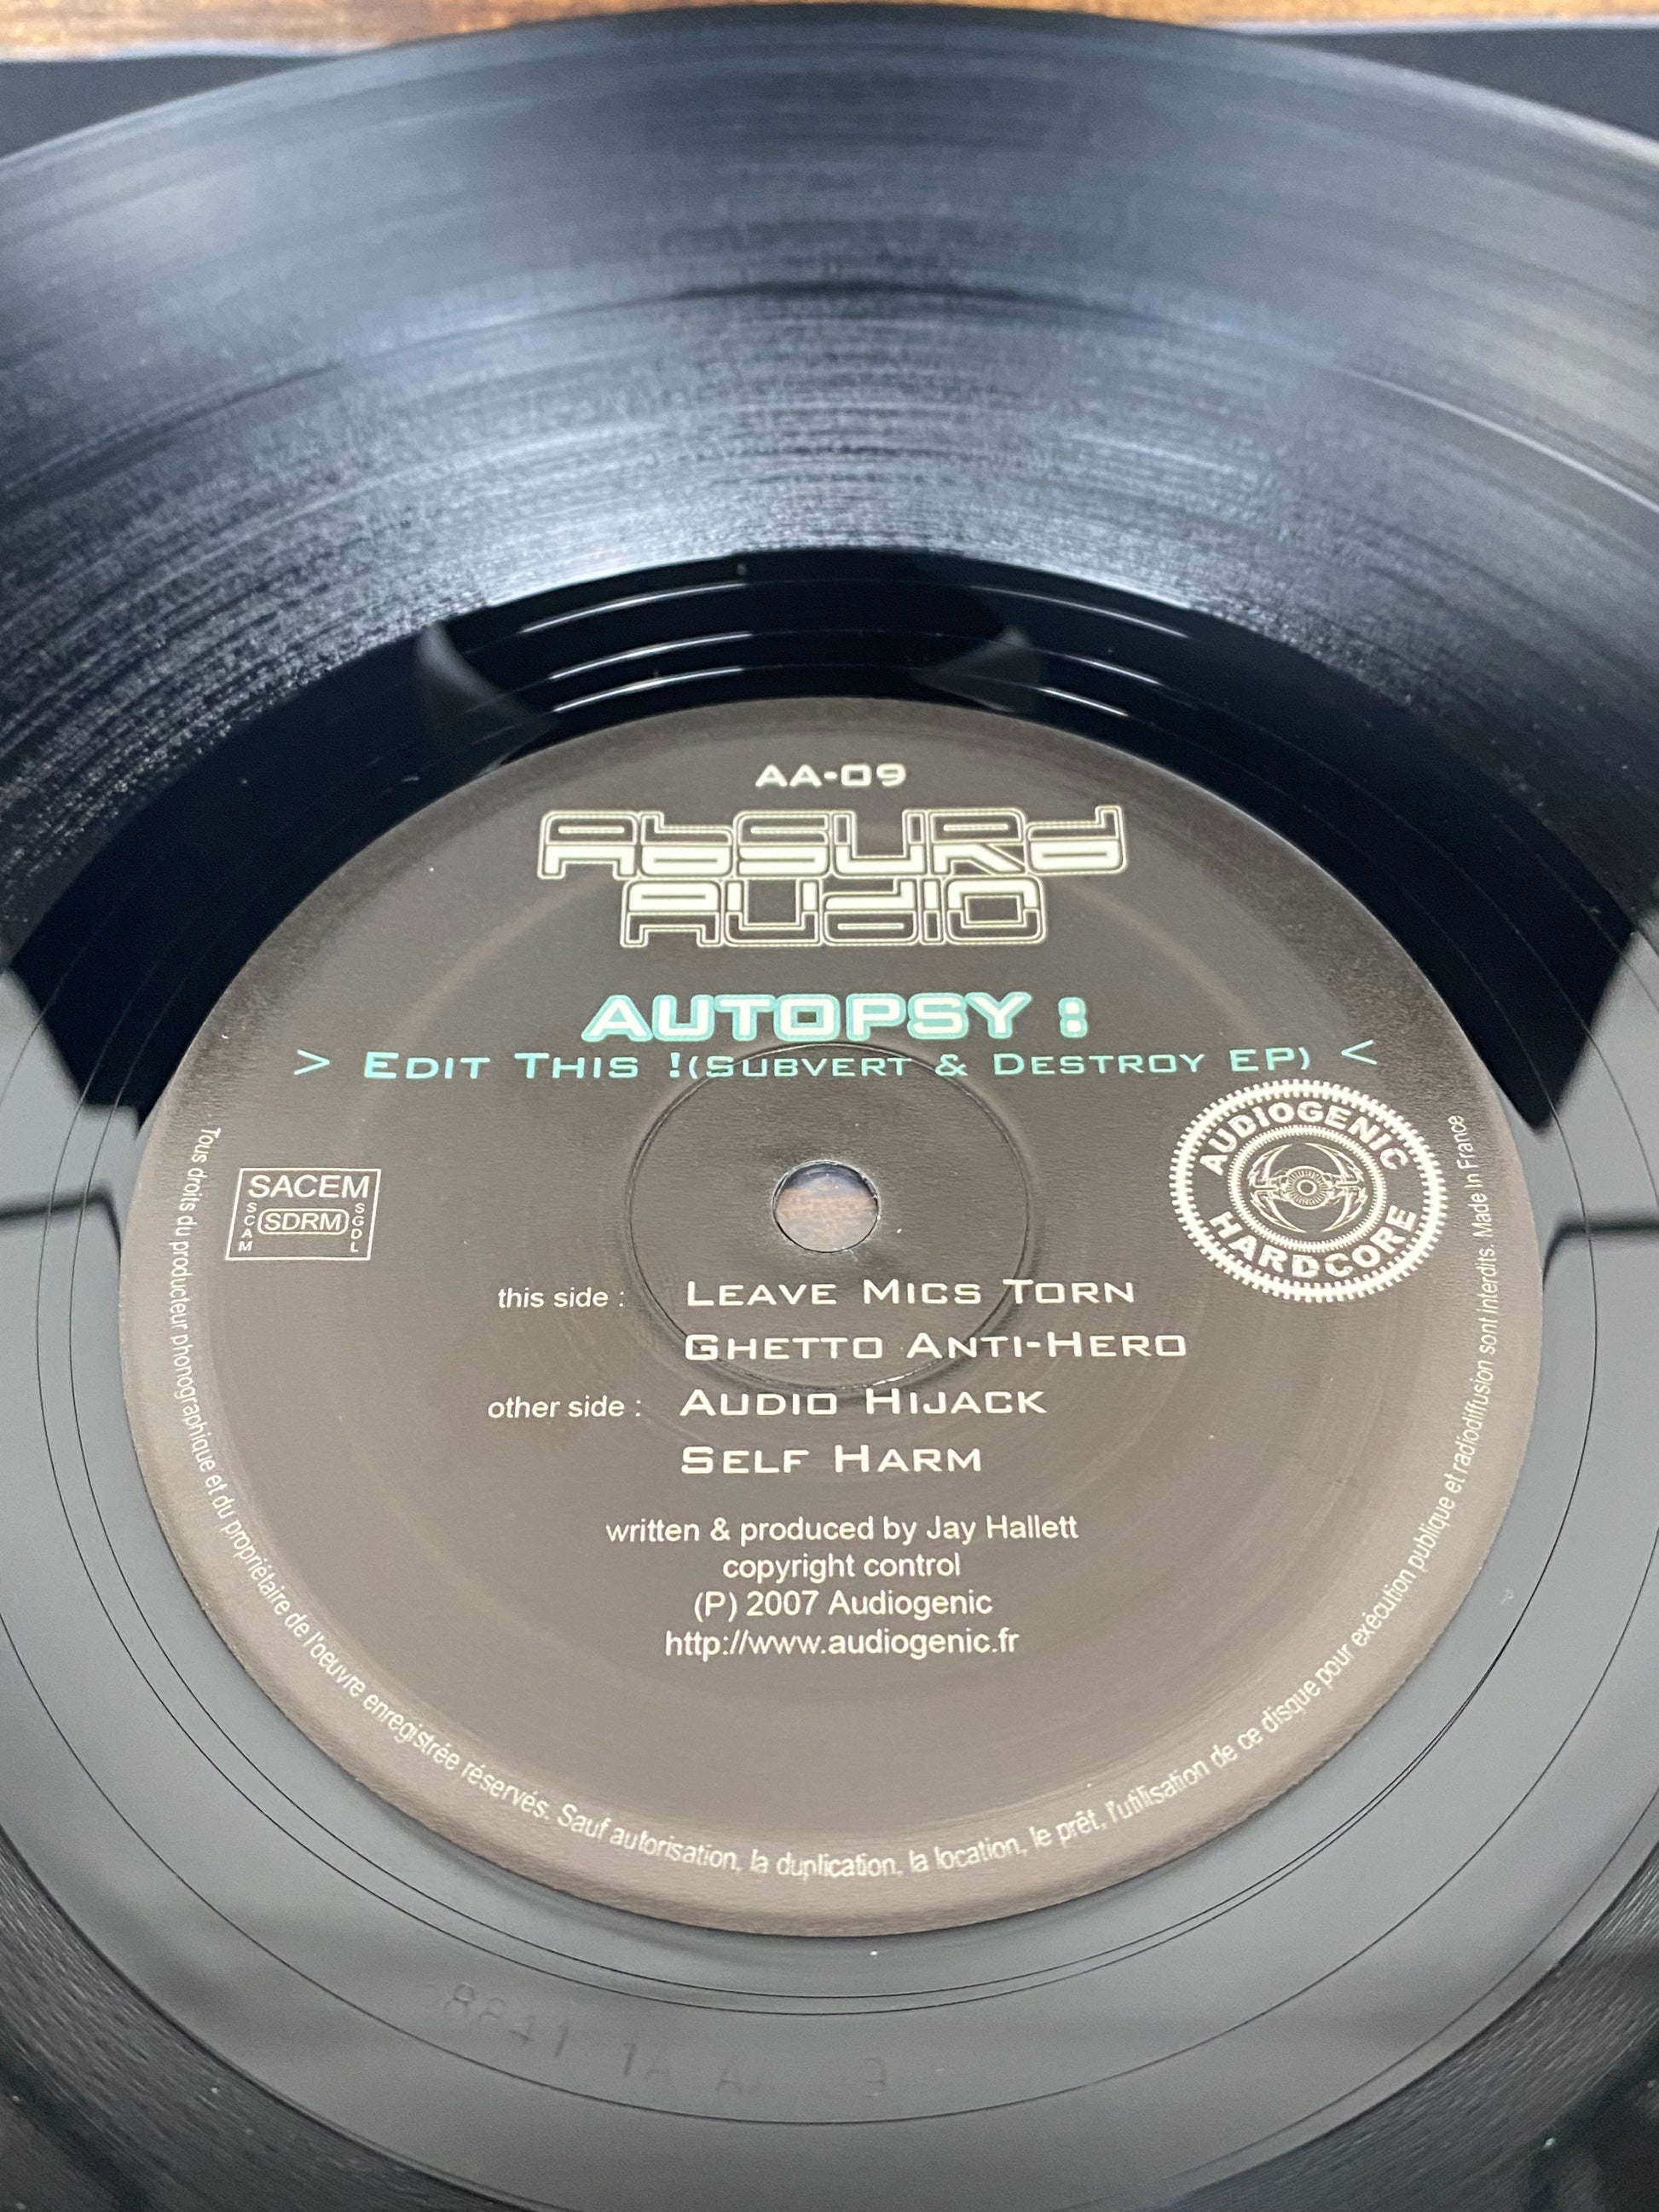 AA-09
Absurd
Audio
AUTOPSY :
> EDIT THIS !(SUBVERT & DESTROY EP) <
AUDIOGENIC
HARDCORE
SACEM
SCAM
SDRM
SGDL
this side : LEAVE MICS TORN
GHETTO ANTI-HERO
other side : AUDIO HIJACK
SELF HARM
written & produced by Jay Hallett
copyright control
(P) 2007 Audiogenic
http://www.audiogenic.fr
Tous droits du producteur phonographique et du propriétaire de l'oeuvre enregistrée réservés. Sauf autorisation, la duplication, la location, le prêt, l'utilisation de ce disque pour exécution publique et radiodiffusion sont interdits. Made In France